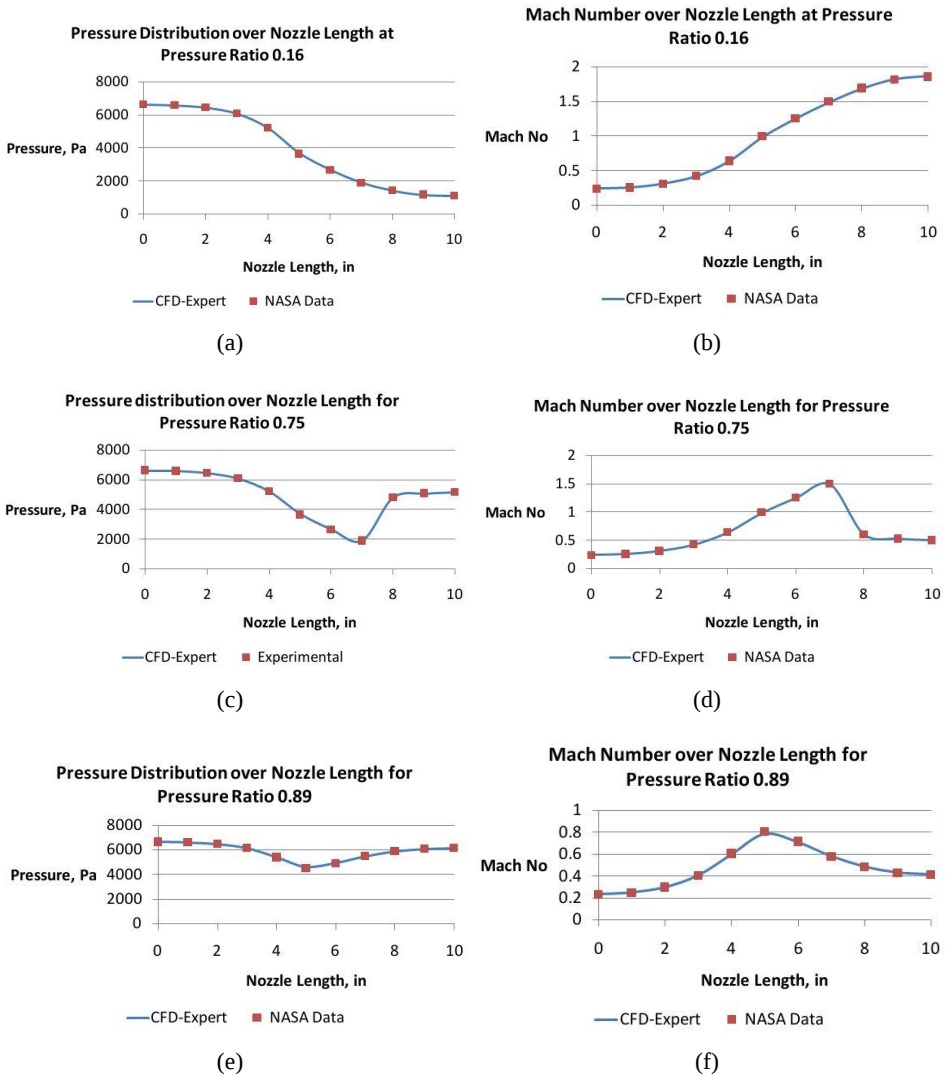 Pressure Distribution over Nozzle Length at
Pressure Ratio 0.16
8000
6000
Pressure, Pa
4000
2000
0
0 2 4 6 8 10
Nozzle Length, in
CFD-Expert NASA Data
(a)
Mach Number over Nozzle Length at Pressure
Ratio 0.16
2
1.5
Mach No
1
0.5
0
0 2 4 6 8 10
Nozzle Length, in
CFD-Expert NASA Data
(b)
Pressure distribution over Nozzle Length for
Pressure Ratio 0.75
8000
6000
Pressure, Pa
4000
2000
0
0 2 4 6 8 10
Nozzle Length, in
CFD-Expert Experimental
(c)
Mach Number over Nozzle Length for Pressure
Ratio 0.75
2
1.5
Mach No
1
0.5
0
0 2 4 6 8 10
Nozzle Length, in
CFD-Expert NASA Data
(d)
Pressure Distribution over Nozzle Length for
Pressure Ratio 0.89
8000
6000
Pressure, Pa
4000
2000
0
0 2 4 6 8 10
Nozzle Length, in
CFD-Expert NASA Data
(e)
Mach Number over Nozzle Length for
Pressure Ratio 0.89
1
0.8
0.6
Mach No
0.4
0.2
0
0 2 4 6 8 10
Nozzle Length, in
CFD-Expert NASA Data
(f)